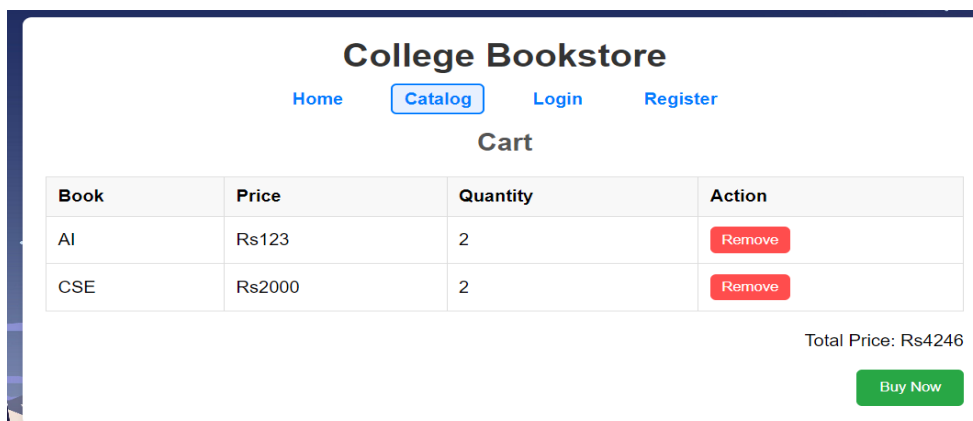 College Bookstore
Home Catalog Login Register
Cart
Book Price Quantity Action
AI Rs123 2 Remove
CSE Rs2000 2 Remove
Total Price: Rs4246
Buy Now